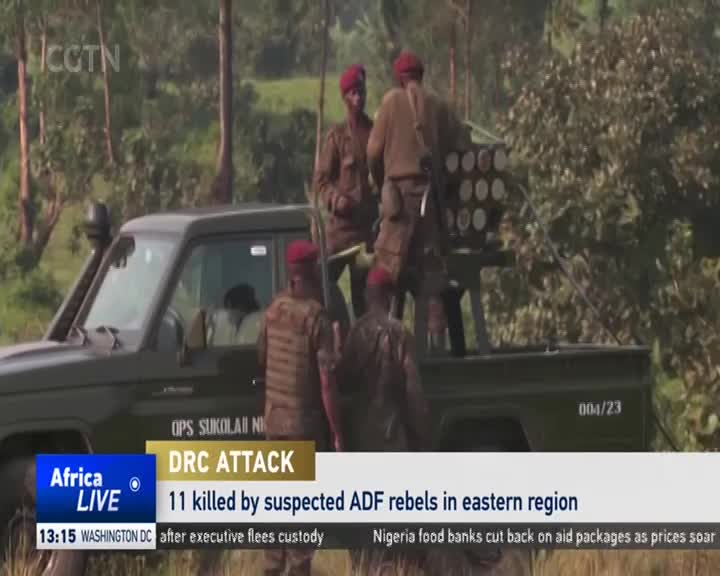 CGTN
OPS SUKOLA II N
004/23
DRC ATTACK
Africa
LIVE
11 killed by suspected ADF rebels in eastern region
13:15 WASHINGTON DC
after executive flees custody Nigeria food banks cut back on aid packages as prices soar